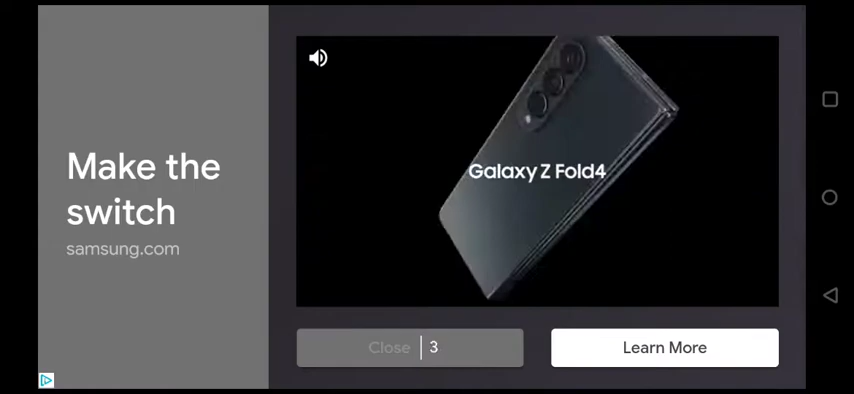 Make the
switch
samsung.com
Galaxy Z Fold4
Close
3
Learn More